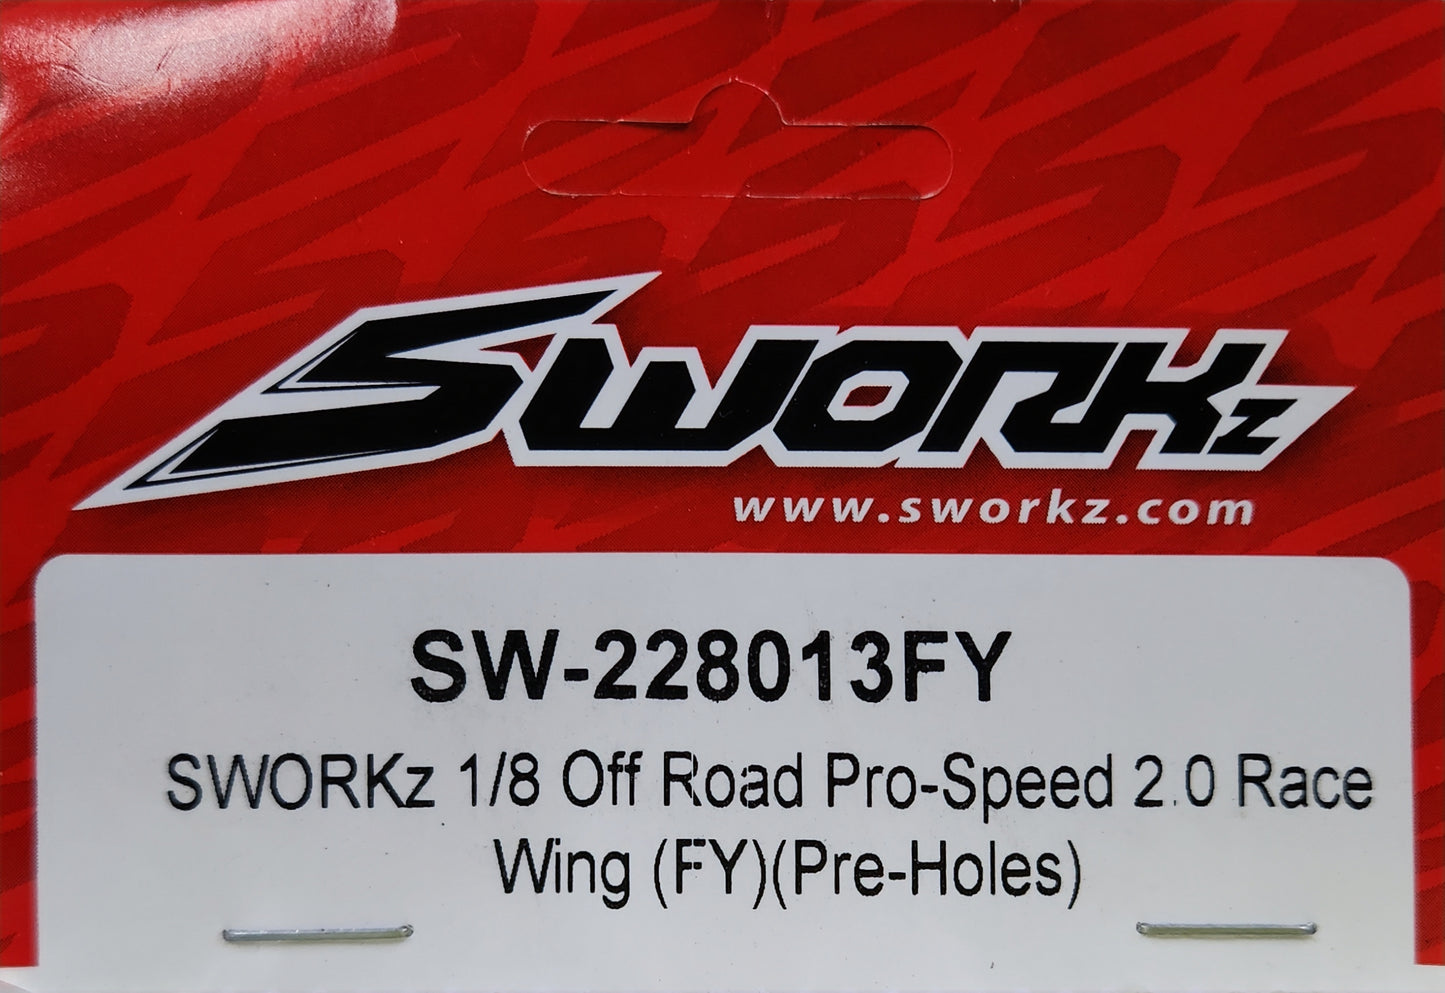 SWORKz
www.sworkz.com
SW-228013FY
SWORKz 1/8 Off Road Pro-Speed 2.0 Race
Wing (FY)(Pre-Holes)